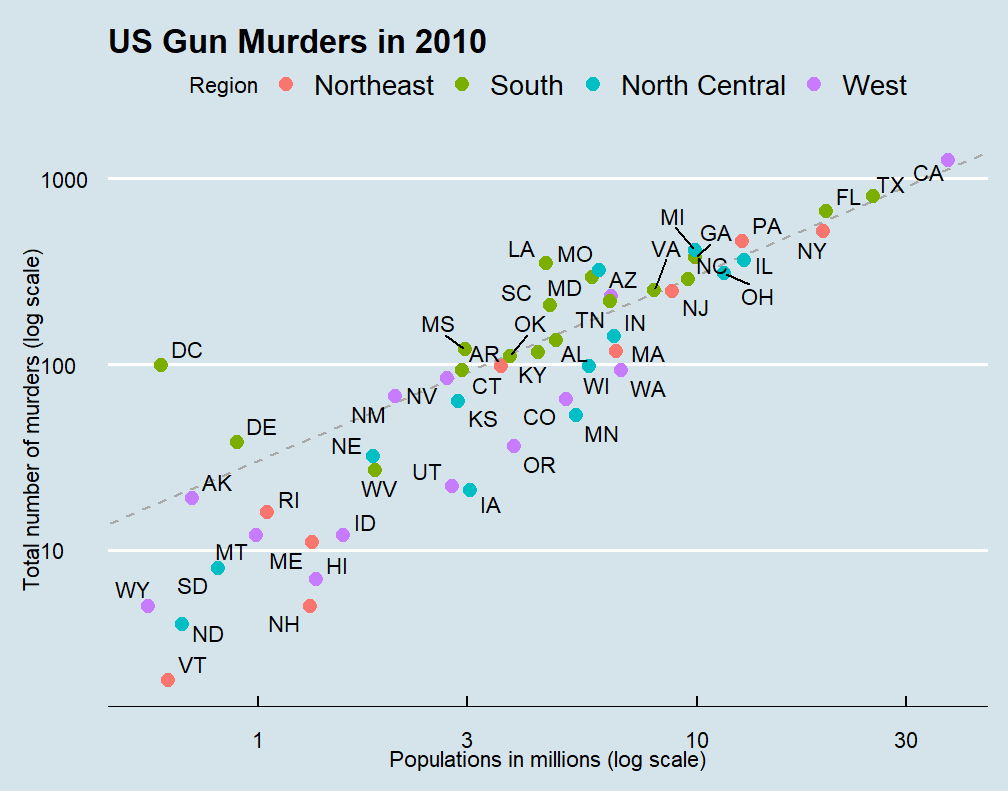 US Gun Murders in 2010
Region Northeast South North Central West
Total number of murders (log scale)
1000
100
10
CA
TX
FL
MI
GA
PA
NY
LA
MO
VA
NC
IL
SC
MD
AZ
OH
NJ
MS
OK
TN
IN
DC
AR
AL
MA
KY
CT
WI
WA
NV
NM
KS
CO
MN
DE
NE
OR
UT
WV
AK
IA
RI
ID
MT
ME
HI
WY
SD
NH
ND
VT
1 3 10 30
Populations in millions (log scale)